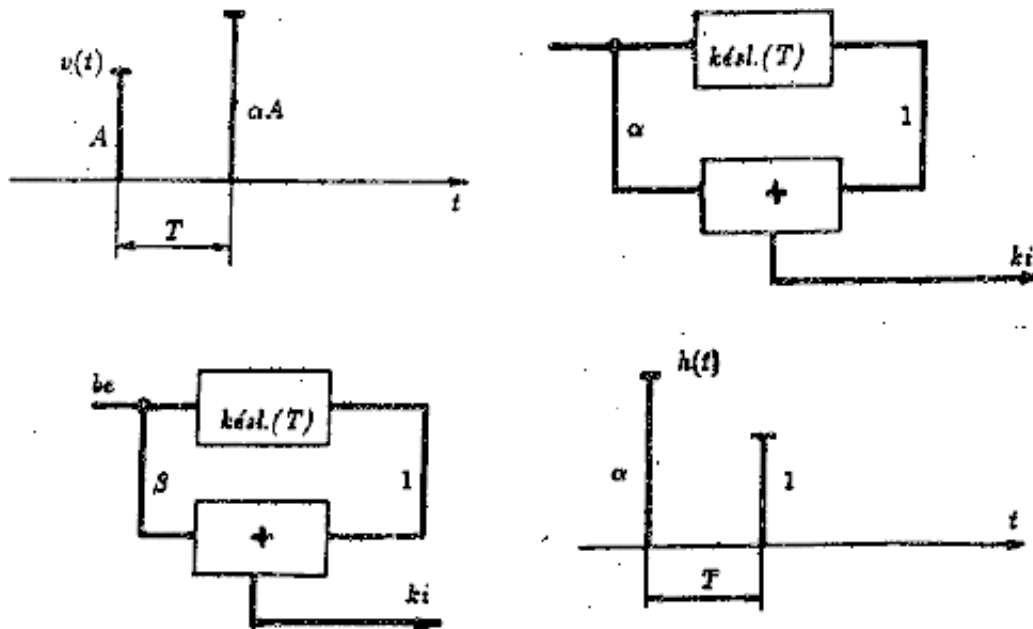 v(t)
A
αA
T
t
késl.(T)
α
1
+
ki
be
késl.(T)
β
1
+
ki
h(t)
α
1
T
t